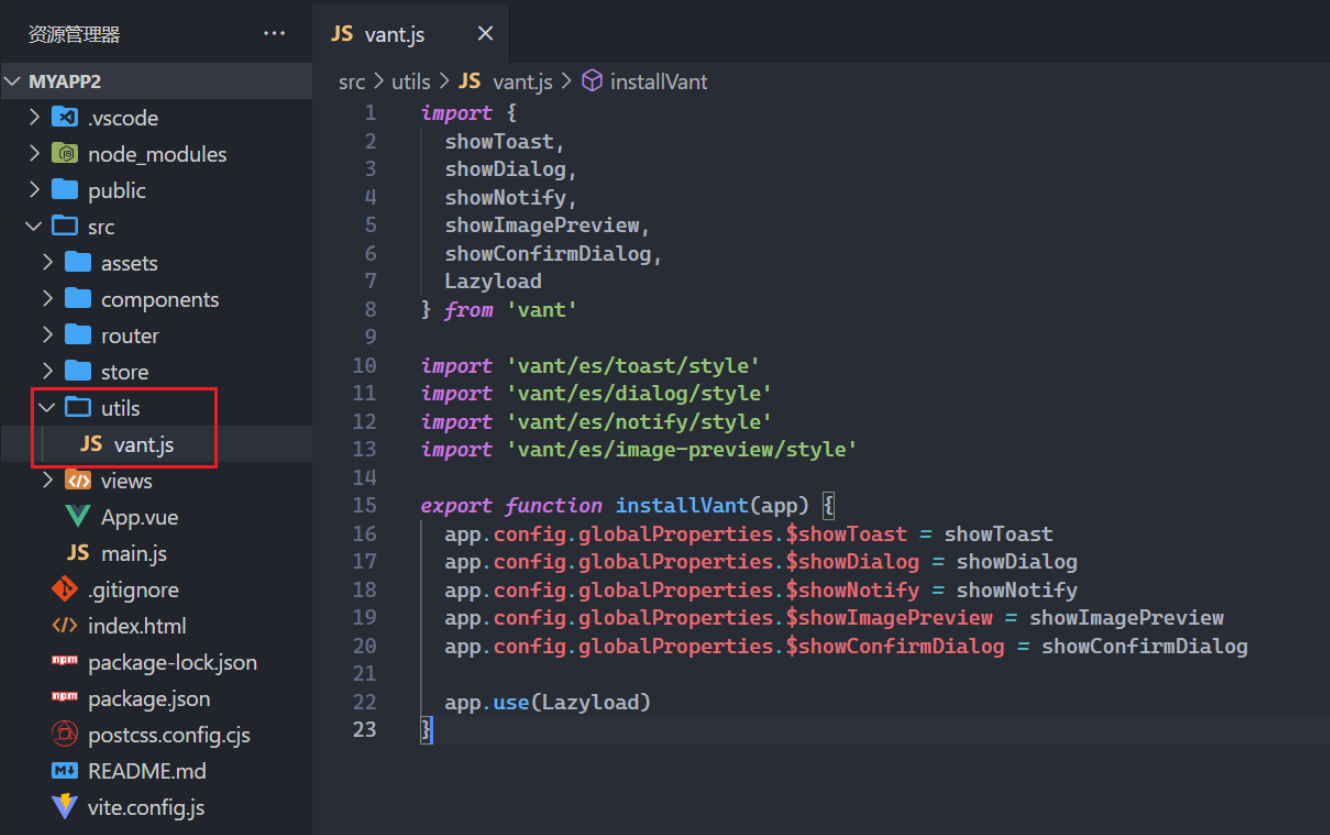 资源管理器 ···
MYAPP2
.vscode
node_modules
public
src
assets
components
router
store
utils
JS vant.js
views
App.vue
JS main.js
.gitignore
index.html
npm package-lock.json
npm package.json
postcss.config.cjs
M↓ README.md
vite.config.js
JS vant.js ×
src > utils > JS vant.js > installVant
1 import {
2 showToast,
3 showDialog,
4 showNotify,
5 showImagePreview,
6 showConfirmDialog,
7 Lazyload
8 } from 'vant'
9
10 import 'vant/es/toast/style'
11 import 'vant/es/dialog/style'
12 import 'vant/es/notify/style'
13 import 'vant/es/image-preview/style'
14
15 export function installVant(app) {
16 app.config.globalProperties.$showToast = showToast
17 app.config.globalProperties.$showDialog = showDialog
18 app.config.globalProperties.$showNotify = showNotify
19 app.config.globalProperties.$showImagePreview = showImagePreview
20 app.config.globalProperties.$showConfirmDialog = showConfirmDialog
21
22 app.use(Lazyload)
23 }